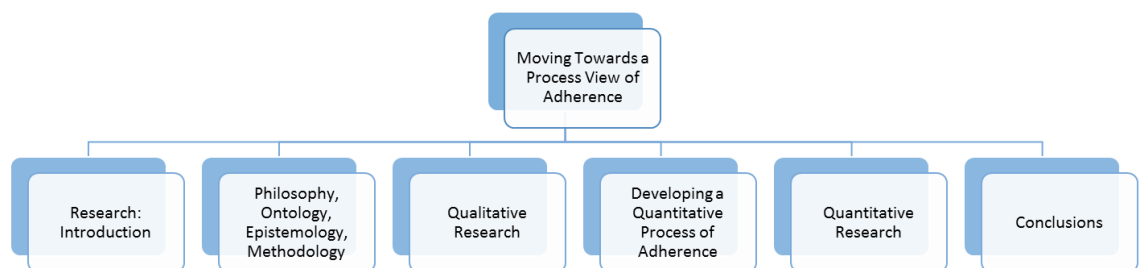 Moving Towards a
Process View of
Adherence
Research:
Introduction
Philosophy,
Ontology,
Epistemology,
Methodology
Qualitative
Research
Developing a
Quantitative
Process of
Adherence
Quantitative
Research
Conclusions